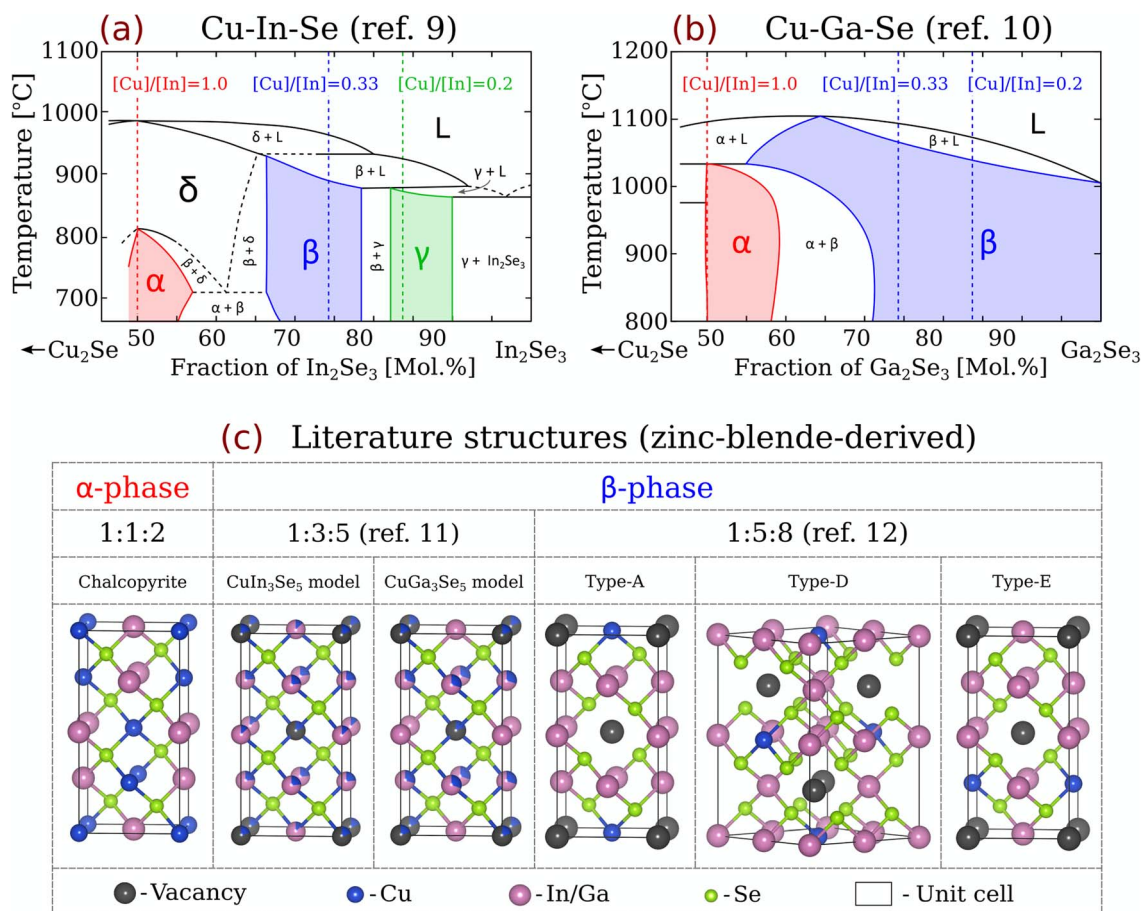 (a) Cu-In-Se (ref. 9)
1100
1000
900
800
700
Temperature [°C]
[Cu]/[In]=1.0
[Cu]/[In]=0.33
[Cu]/[In]=0.2
L
δ + L
β + L
γ + L
δ
β+δ
β+δ
α
α + β
β
β+γ
γ
γ + In₂Se₃
50
60
70
80
90
←Cu₂Se
In₂Se₃
Fraction of In₂Se₃ [Mol.%]
(b) Cu-Ga-Se (ref. 10)
1200
1100
1000
900
800
Temperature [°C]
[Cu]/[In]=1.0
[Cu]/[In]=0.33
[Cu]/[In]=0.2
L
α + L
β + L
α
α + β
β
50
60
70
80
90
←Cu₂Se
Ga₂Se₃
Fraction of Ga₂Se₃ [Mol.%]
(c) Literature structures (zinc-blende-derived)
α-phase
β-phase
1:1:2
1:3:5 (ref. 11)
1:5:8 (ref. 12)
Chalcopyrite
CuIn₃Se₅ model
CuGa₃Se₅ model
Type-A
Type-D
Type-E
-Vacancy
-Cu
-In/Ga
-Se
- Unit cell